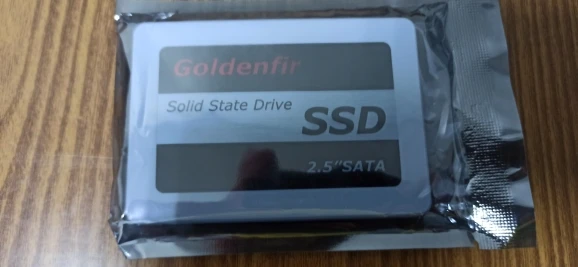 Goldenfir
Solid State Drive
SSD
2.5"SATA